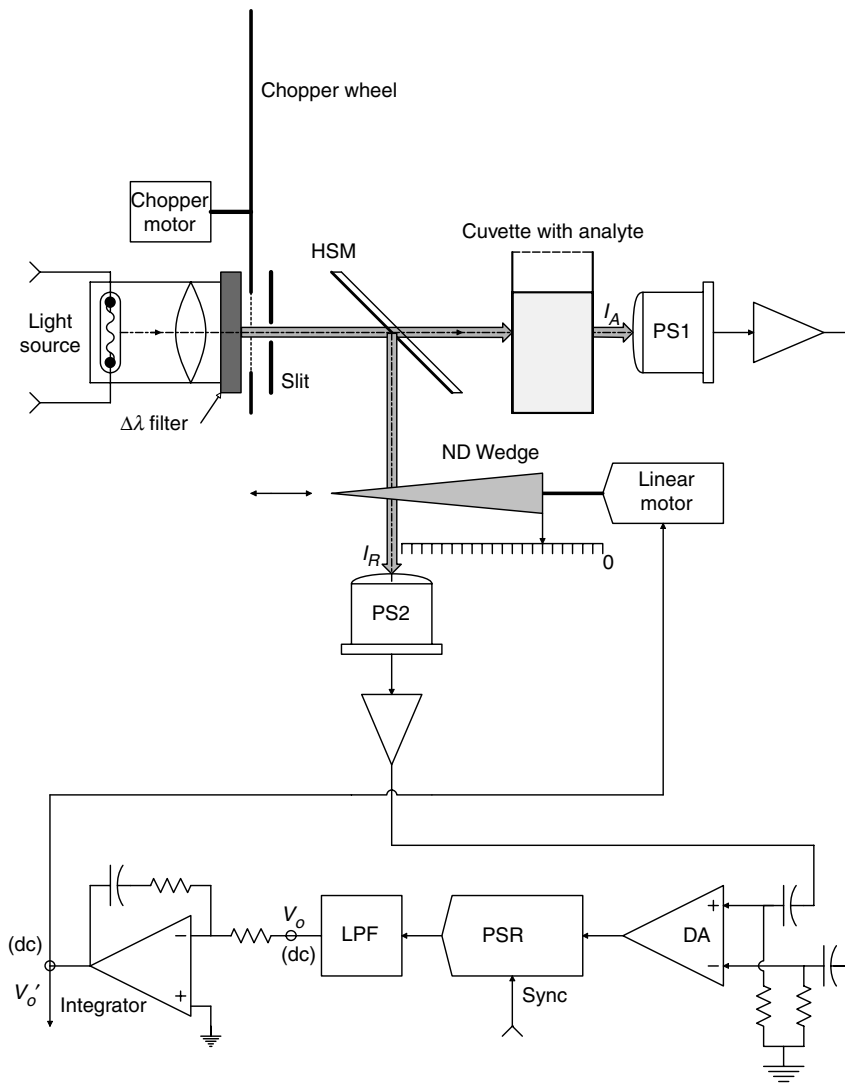 Chopper wheel
Chopper
motor
HSM
Cuvette with analyte
Light
source
I_A
PS1
Slit
Δλ filter
ND Wedge
Linear
motor
I_R
0
PS2
V_o
(dc)
LPF
PSR
DA
+
−
Sync
−
+
Integrator
(dc)
V_o′